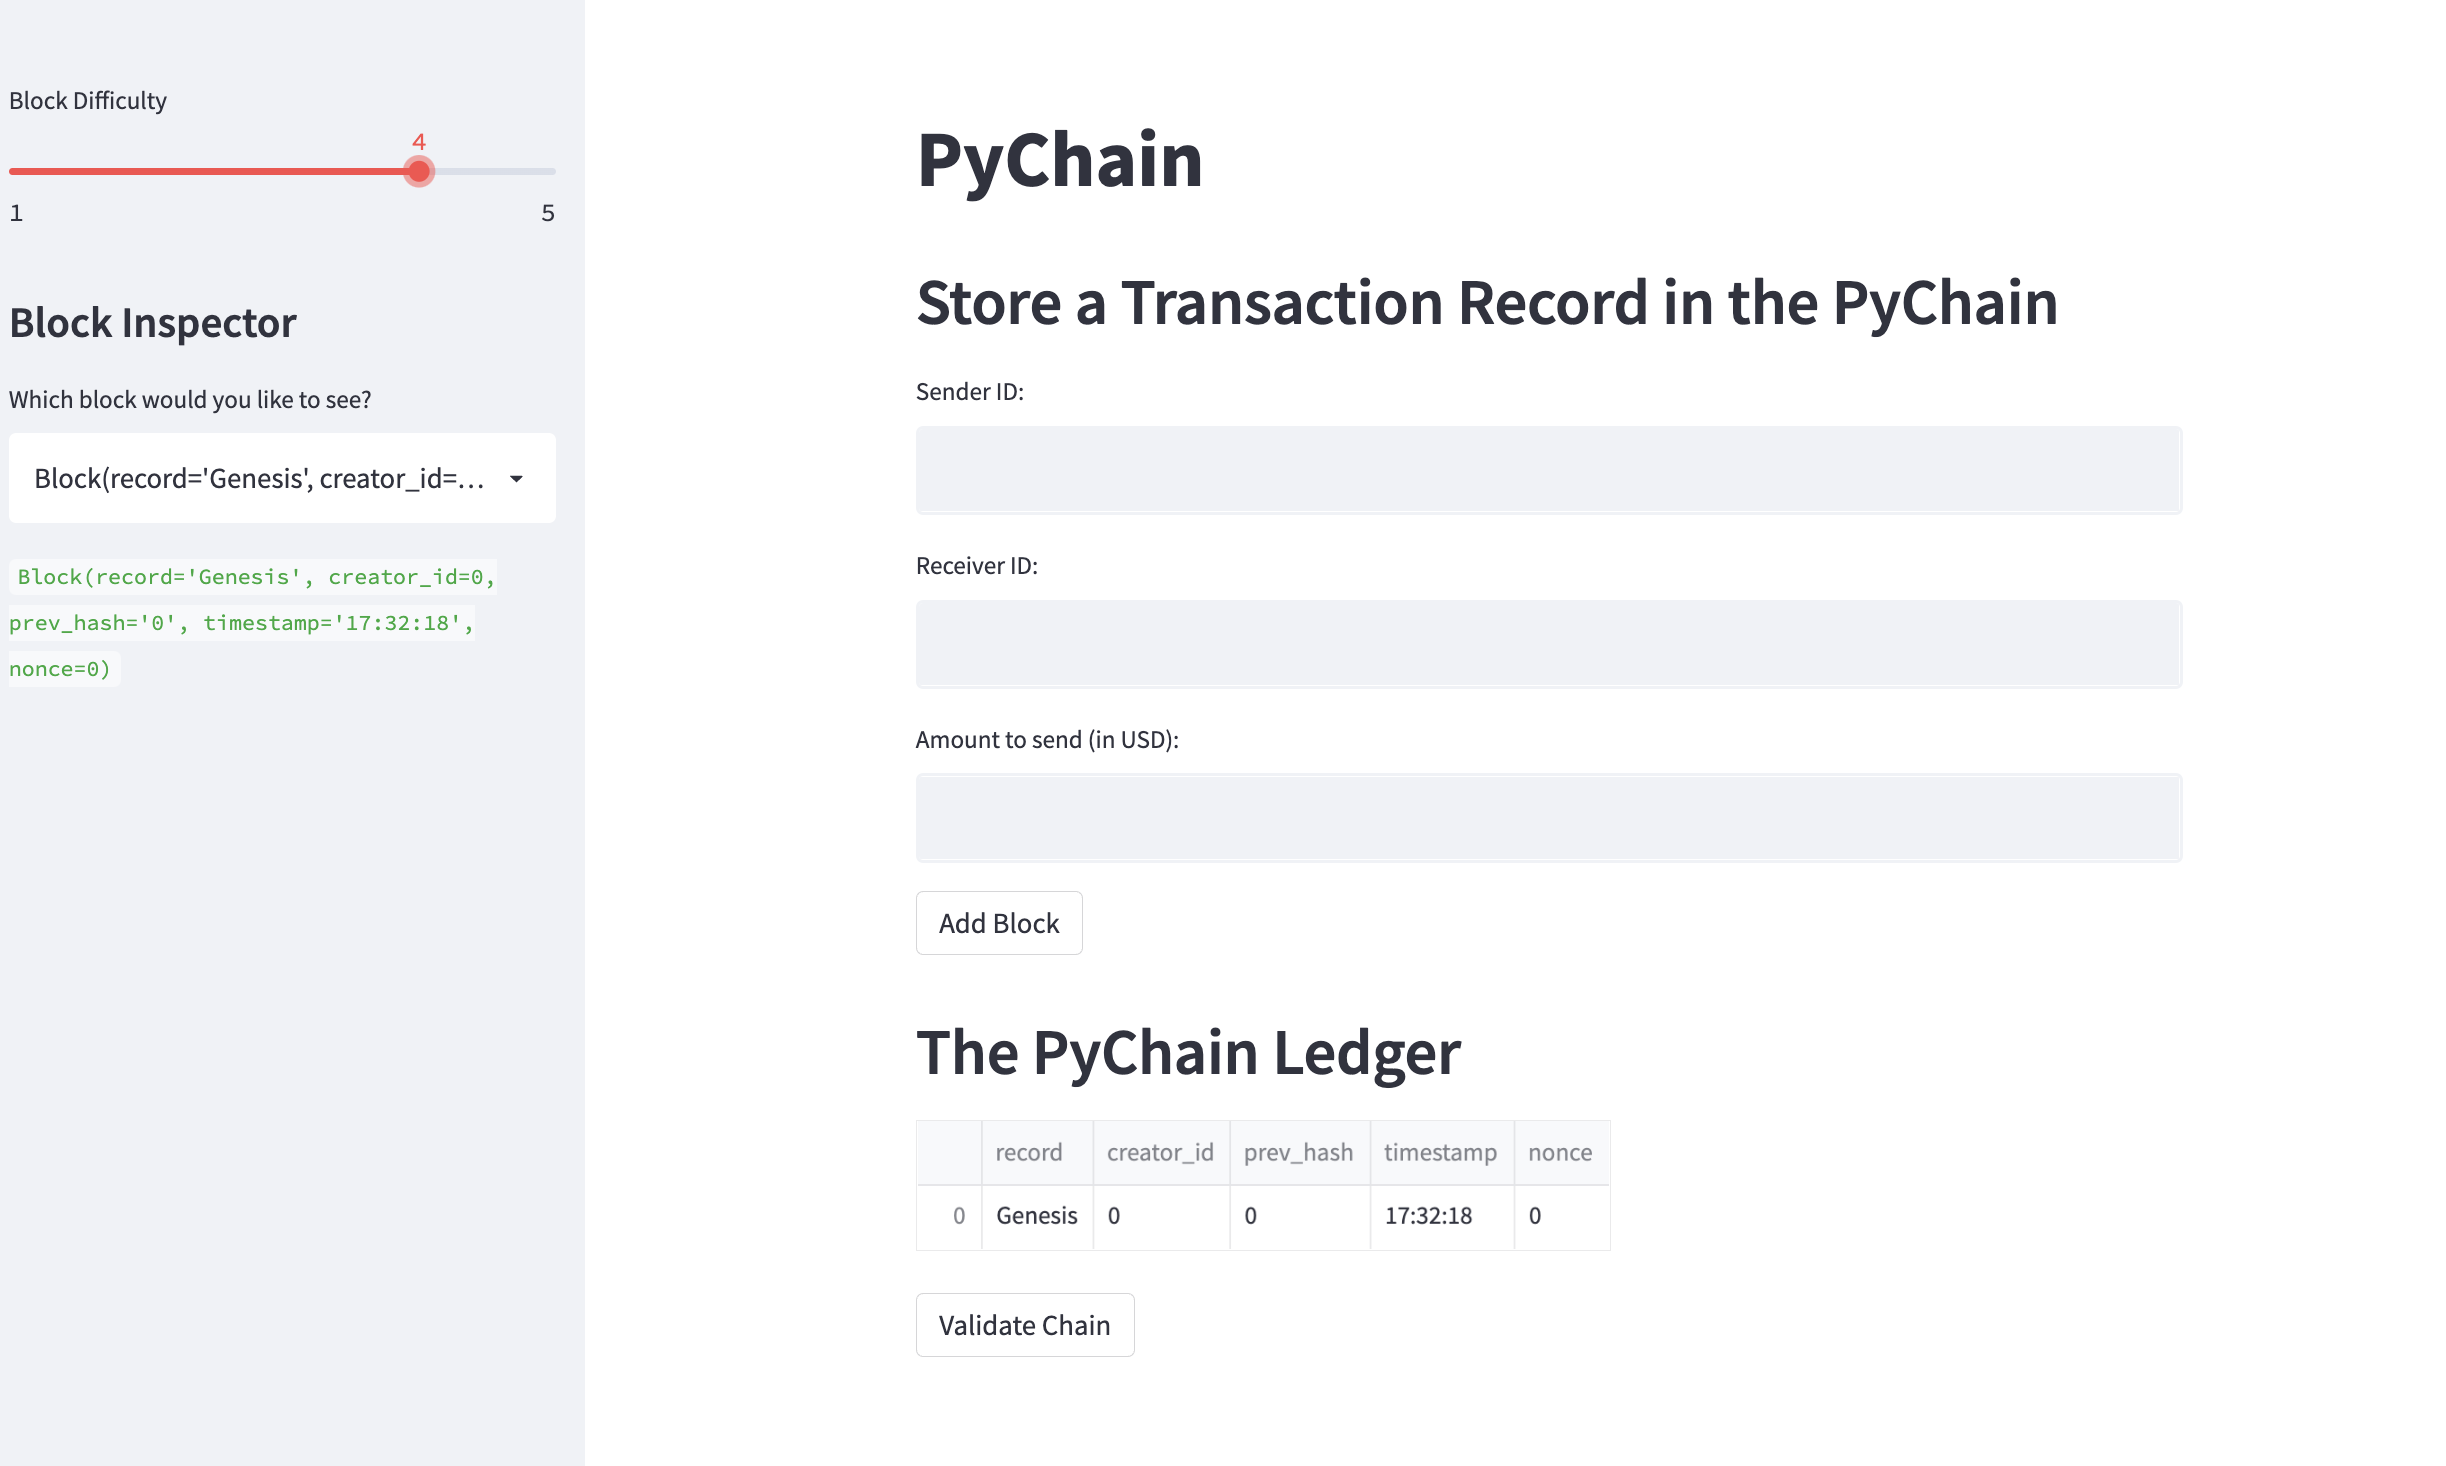 Block Difficulty
4
1 5
Block Inspector
Which block would you like to see?
Block(record='Genesis', creator_id=...
Block(record='Genesis', creator_id=0,
prev_hash='0', timestamp='17:32:18',
nonce=0)
PyChain
Store a Transaction Record in the PyChain
Sender ID:
Receiver ID:
Amount to send (in USD):
Add Block
The PyChain Ledger
record creator_id prev_hash timestamp nonce
0 Genesis 0 0 17:32:18 0
Validate Chain